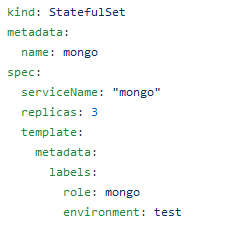 kind: StatefulSet
metadata:
  name: mongo
spec:
  serviceName: "mongo"
  replicas: 3
  template:
    metadata:
      labels:
        role: mongo
        environment: test